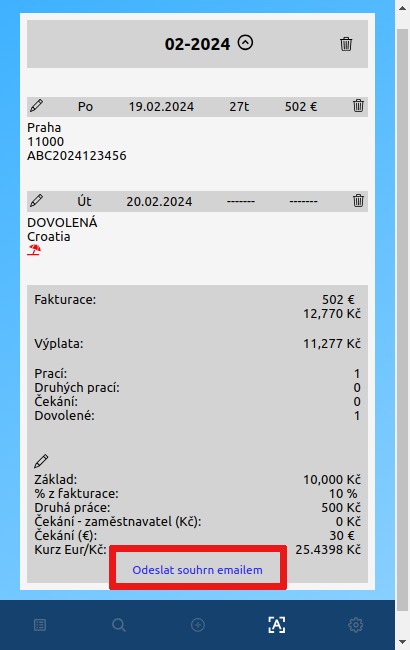 02-2024
Po 19.02.2024 27t 502 €
Praha
11000
ABC2024123456
Út 20.02.2024 ------- -------
DOVOLENÁ
Croatia
Fakturace: 502 €
12,770 Kč
Výplata: 11,277 Kč
Prací: 1
Druhých prací: 0
Čekání: 0
Dovolené: 1
Základ: 10,000 Kč
% z fakturace: 10 %
Druhá práce: 500 Kč
Čekání - zaměstnavatel (Kč): 0 Kč
Čekání (€): 30 €
Kurz Eur/Kč: 25.4398 Kč
Odeslat souhrn emailem